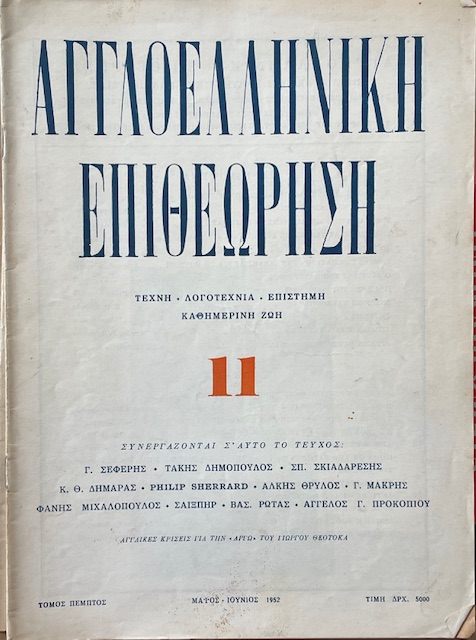 ΑΓΓΛΟΕΛΛΗΝΙΚΗ
ΕΠΙΘΕΩΡΗΣΗ
ΤΕΧΝΗ • ΛΟΓΟΤΕΧΝΙΑ • ΕΠΙΣΤΗΜΗ
ΚΑΘΗΜΕΡΙΝΗ ΖΩΗ
11
ΣΥΝΕΡΓΑΖΟΝΤΑΙ Σ'ΑΥΤΟ ΤΟ ΤΕΥΧΟΣ:
Γ. ΣΕΦΕΡΗΣ • ΤΑΚΗΣ ΔΗΜΟΠΟΥΛΟΣ • ΣΠ. ΣΚΙΑΔΑΡΕΣΗΣ
Κ. Θ. ΔΗΜΑΡΑΣ • PHILIP SHERRARD • ΑΛΚΗΣ ΘΡΥΛΟΣ • Γ. ΜΑΚΡΗΣ
ΦΑΝΗΣ ΜΙΧΑΛΟΠΟΥΛΟΣ • ΣΑΙΞΠΗΡ • ΒΑΣ. ΡΩΤΑΣ • ΑΓΓΕΛΟΣ Γ. ΠΡΟΚΟΠΙΟΥ
ΑΓΓΛΙΚΕΣ ΚΡΙΣΕΙΣ ΓΙΑ ΤΗΝ «ΑΡΓΩ» ΤΟΥ ΓΙΩΡΓΟΥ ΘΕΟΤΟΚΑ
ΤΟΜΟΣ ΠΕΜΠΤΟΣ
ΜΑΪΟΣ - ΙΟΥΝΙΟΣ 1952
ΤΙΜΗ ΔΡΧ. 5000